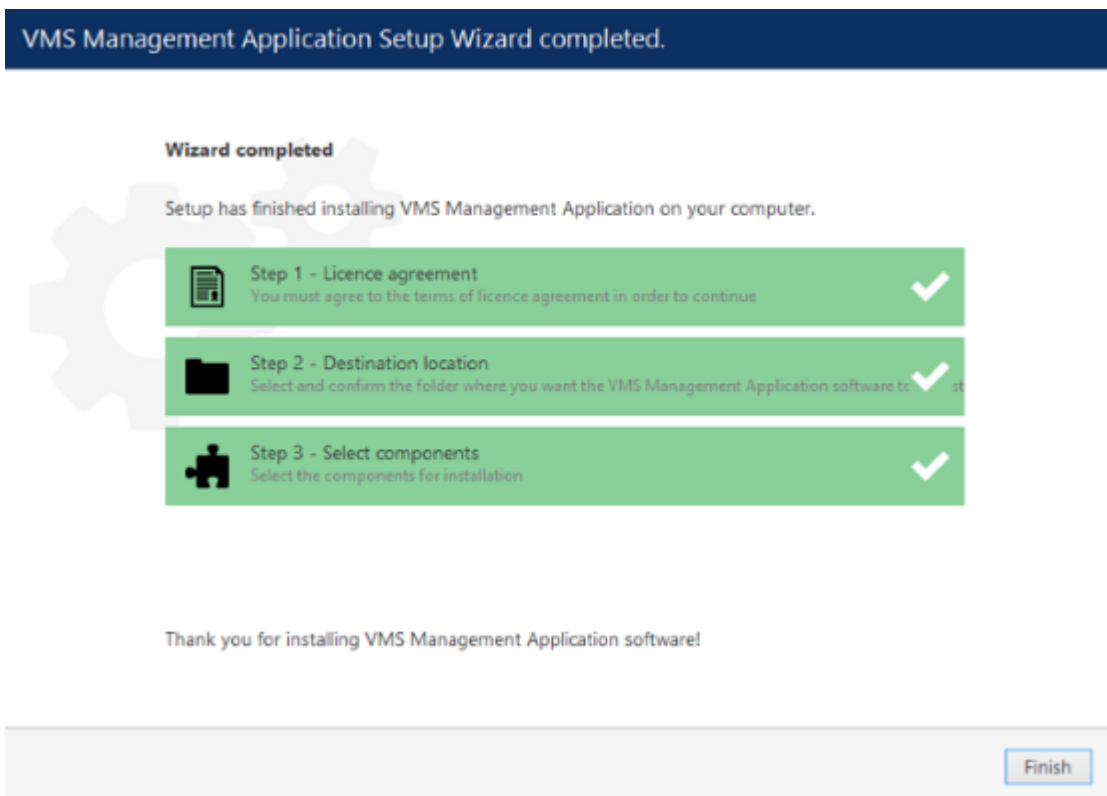 VMS Management Application Setup Wizard completed.
Wizard completed
Setup has finished installing VMS Management Application on your computer.
Step 1 - Licence agreement
You must agree to the terms of licence agreement in order to continue
Step 2 - Destination location
Select and confirm the folder where you want the VMS Management Application software
Step 3 - Select components
Select the components for installation
Thank you for installing VMS Management Application software!
Finish